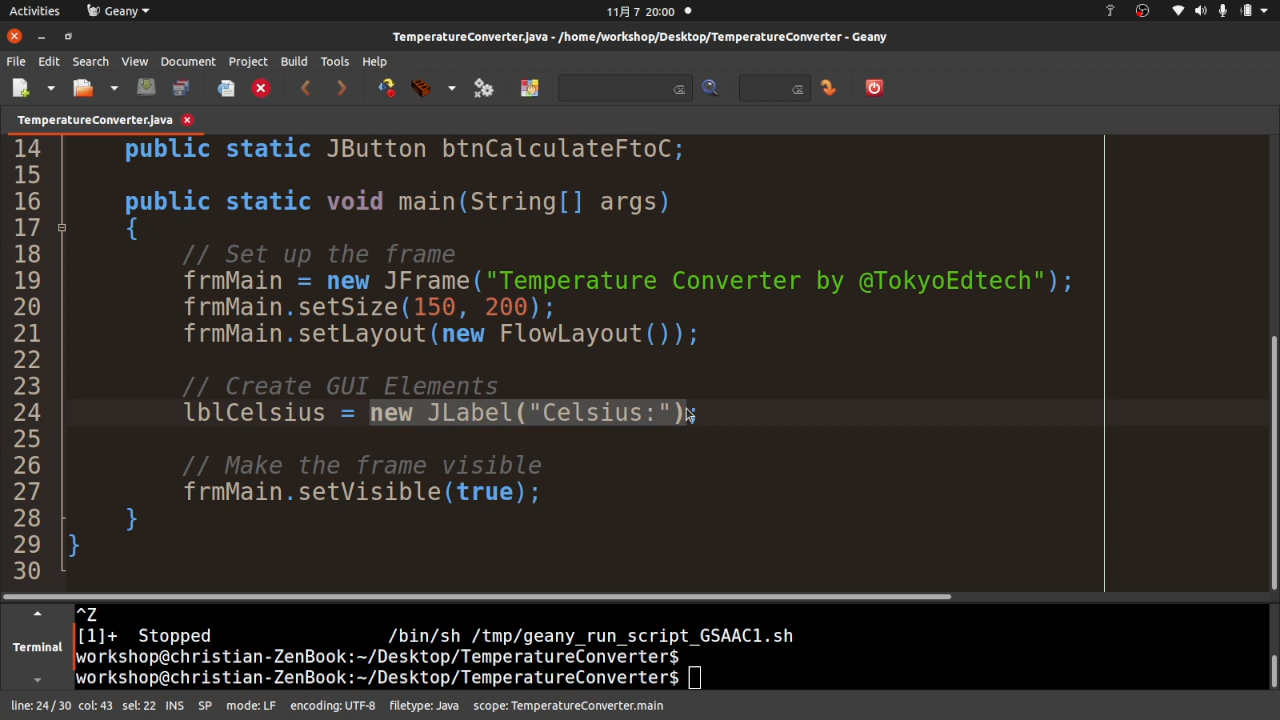 Activities Geany 11月 7 20:00
TemperatureConverter.java - /home/workshop/Desktop/TemperatureConverter - Geany
File Edit Search View Document Project Build Tools Help
TemperatureConverter.java
14 public static JButton btnCalculateFtoC;
15
16 public static void main(String[] args)
17 {
18 // Set up the frame
19 frmMain = new JFrame("Temperature Converter by @TokyoEdtech");
20 frmMain.setSize(150, 200);
21 frmMain.setLayout(new FlowLayout());
22
23 // Create GUI Elements
24 lblCelsius = new JLabel("Celsius:");
25
26 // Make the frame visible
27 frmMain.setVisible(true);
28 }
29 }
30
^Z
[1]+ Stopped /bin/sh /tmp/geany_run_script_GSAAC1.sh
Terminal
workshop@christian-ZenBook:~/Desktop/TemperatureConverter$
workshop@christian-ZenBook:~/Desktop/TemperatureConverter$
line: 24 / 30 col: 43 sel: 22 INS SP mode: LF encoding: UTF-8 filetype: Java scope: TemperatureConverter.main